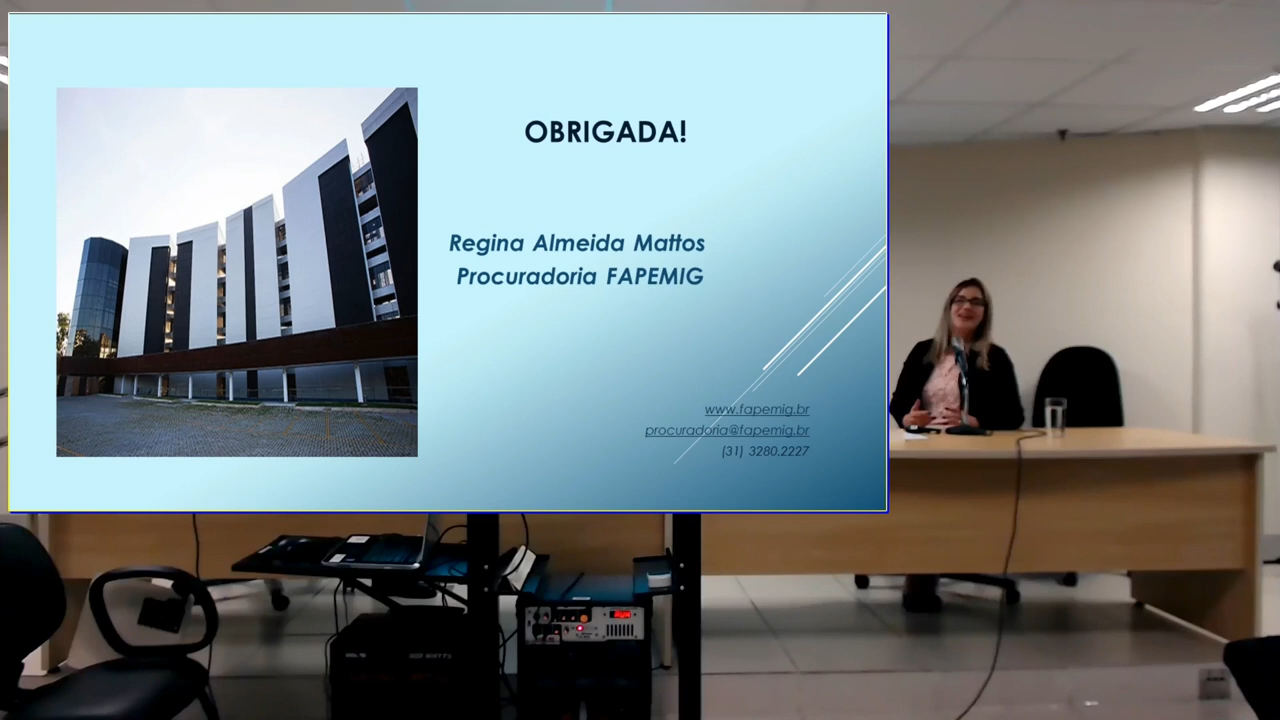 OBRIGADA!
Regina Almeida Mattos
Procuradoria FAPEMIG
www.fapemig.br
procuradoria@fapemig.br
(31) 3280.2227